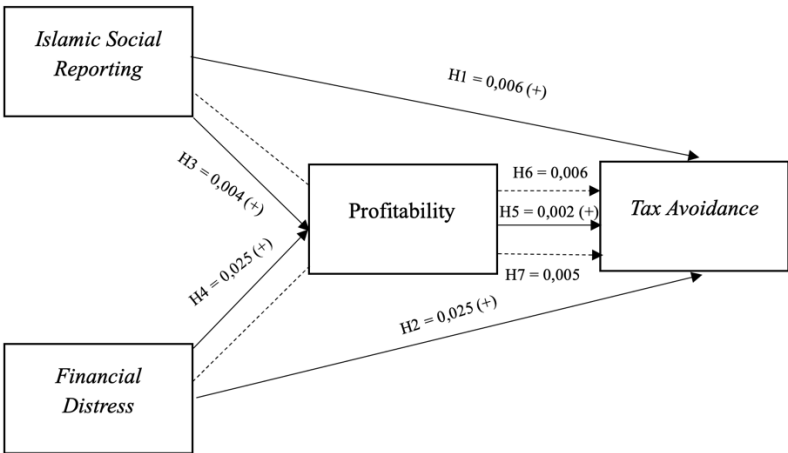 Islamic Social
Reporting
H1 = 0,006 (+)
H3 = 0,004 (+)
Profitability
H6 = 0,006
H5 = 0,002 (+)
H7 = 0,005
Tax Avoidance
H4 = 0,025 (+)
H2 = 0,025 (+)
Financial
Distress